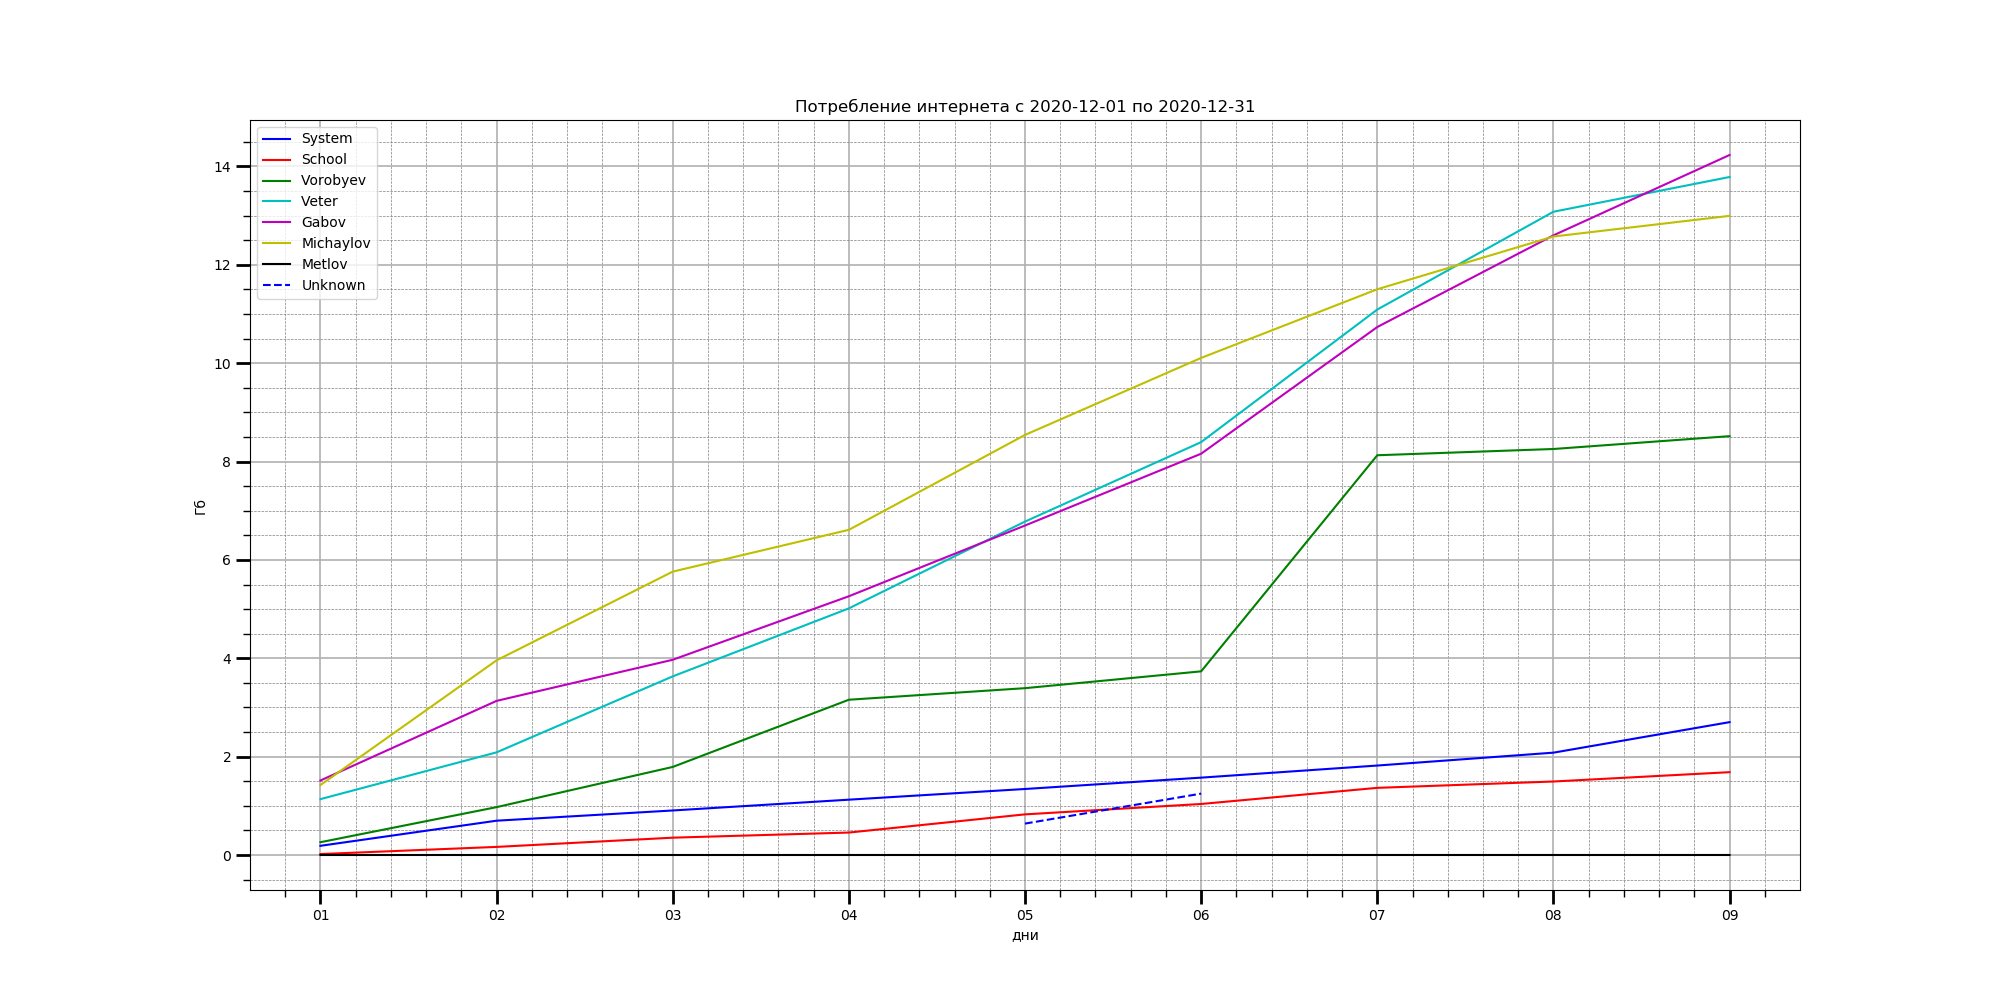 Потребление интернета с 2020-12-01 по 2020-12-31
System
School
Vorobyev
Veter
Gabov
Michaylov
Metlov
Unknown
14
12
10
8
6
4
2
0
Гб
01 02 03 04 05 06 07 08 09
дни